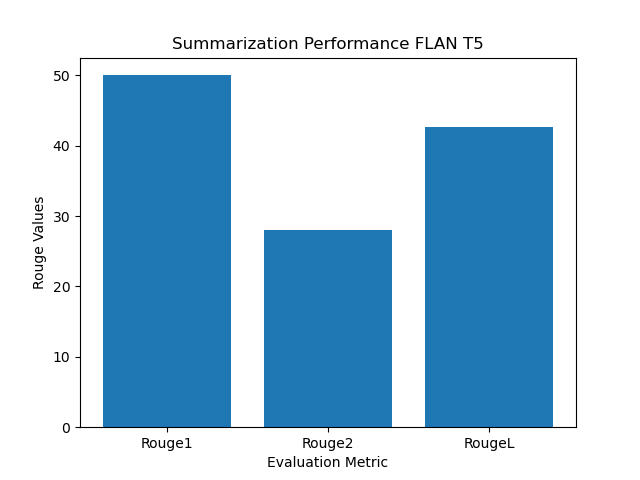 Summarization Performance FLAN T5
50
40
30
20
10
0
Rouge Values
Rouge1 Rouge2 RougeL
Evaluation Metric